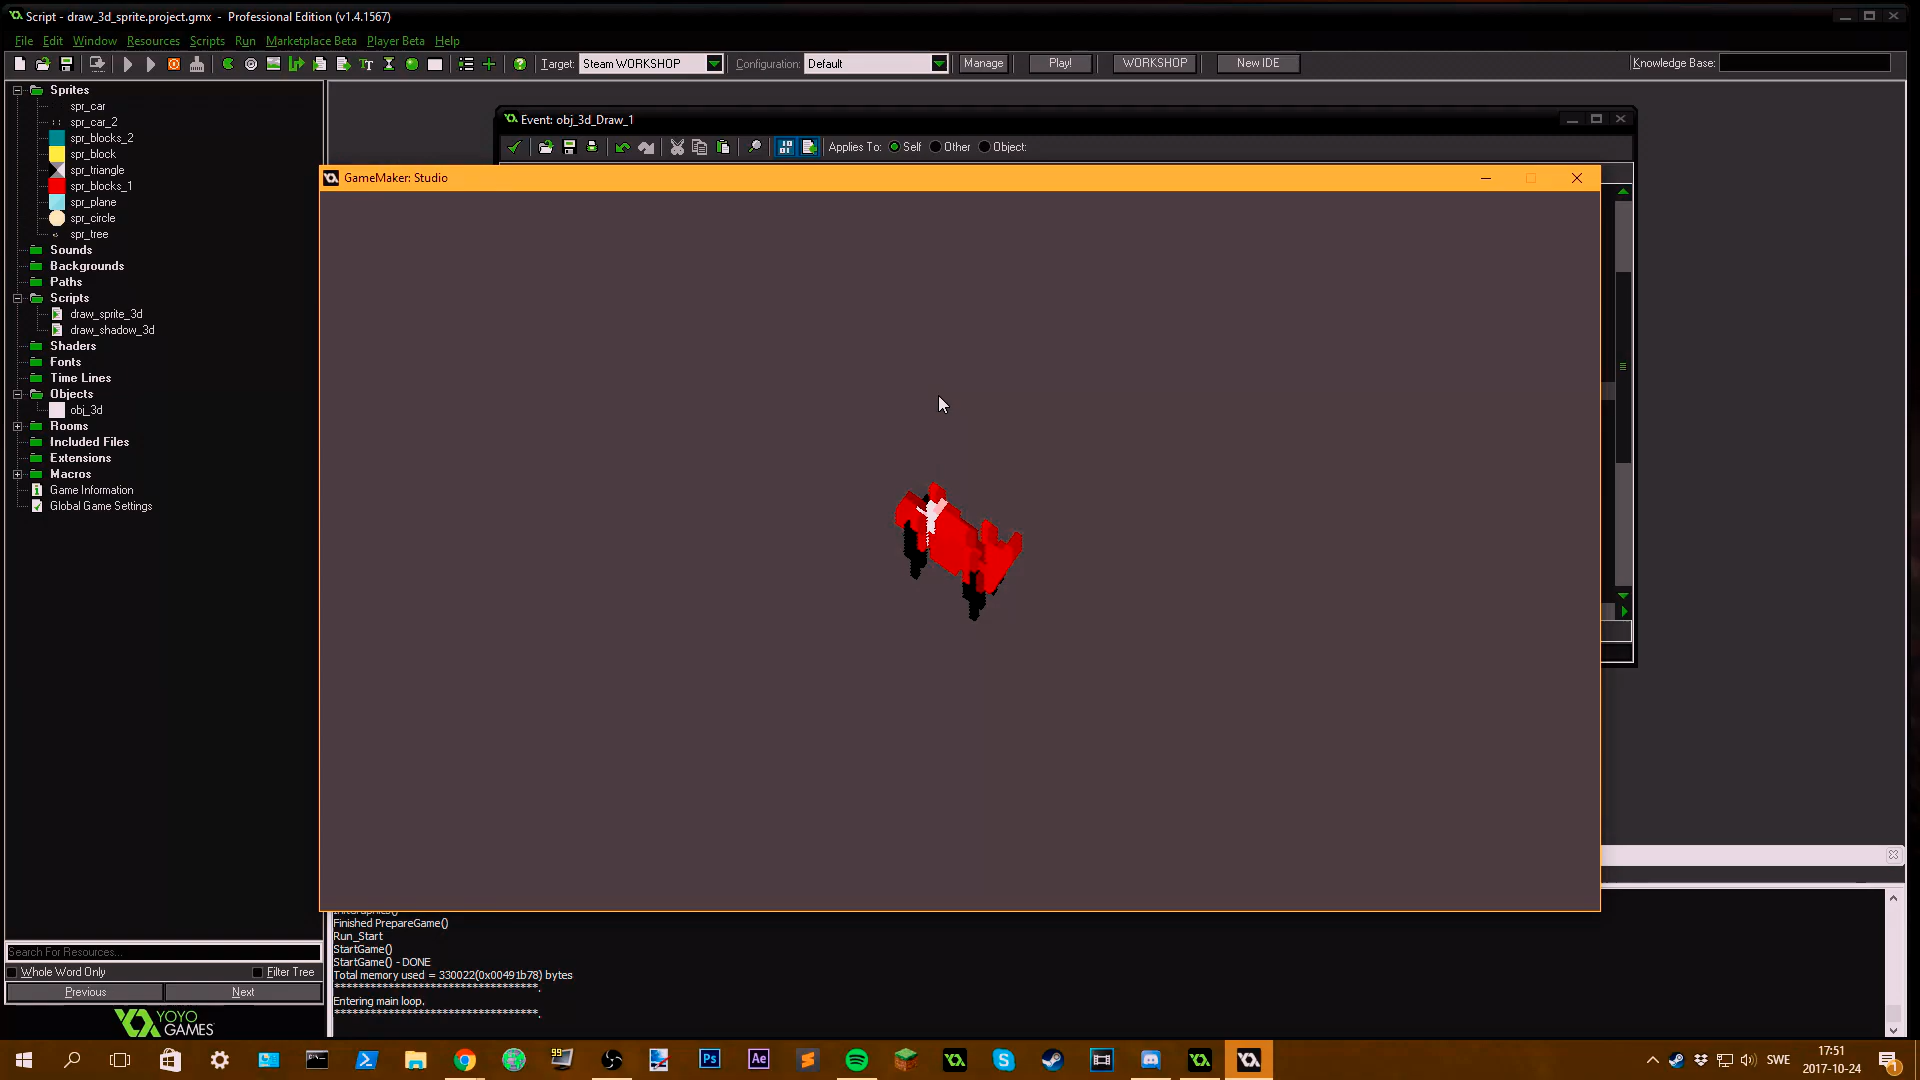 Script - draw_3d_sprite.project.gmx - Professional Edition (v1.4.1567)
File Edit Window Resources Scripts Run Marketplace Beta Player Beta Help
Target: Steam WORKSHOP Configuration: Default Manage Play! WORKSHOP New IDE Knowledge Base:
Sprites
spr_car
spr_car_2
spr_blocks_2
spr_block
spr_triangle
spr_blocks_1
spr_plane
spr_circle
spr_tree
Sounds
Backgrounds
Paths
Scripts
draw_sprite_3d
draw_shadow_3d
Shaders
Fonts
Time Lines
Objects
obj_3d
Rooms
Included Files
Extensions
Macros
Game Information
Global Game Settings
Event: obj_3d_Draw_1
Applies To: Self Other Object:
GameMaker: Studio
Finished PrepareGame()
Run_Start
StartGame()
StartGame() - DONE
Total memory used = 330022(0x00491b78) bytes
Entering main loop.
Search For Resources...
Whole Word Only Filter Tree
Previous Next
YOYO
GAMES
99
Ps
Ae
SWE
17:51
2017-10-24
1